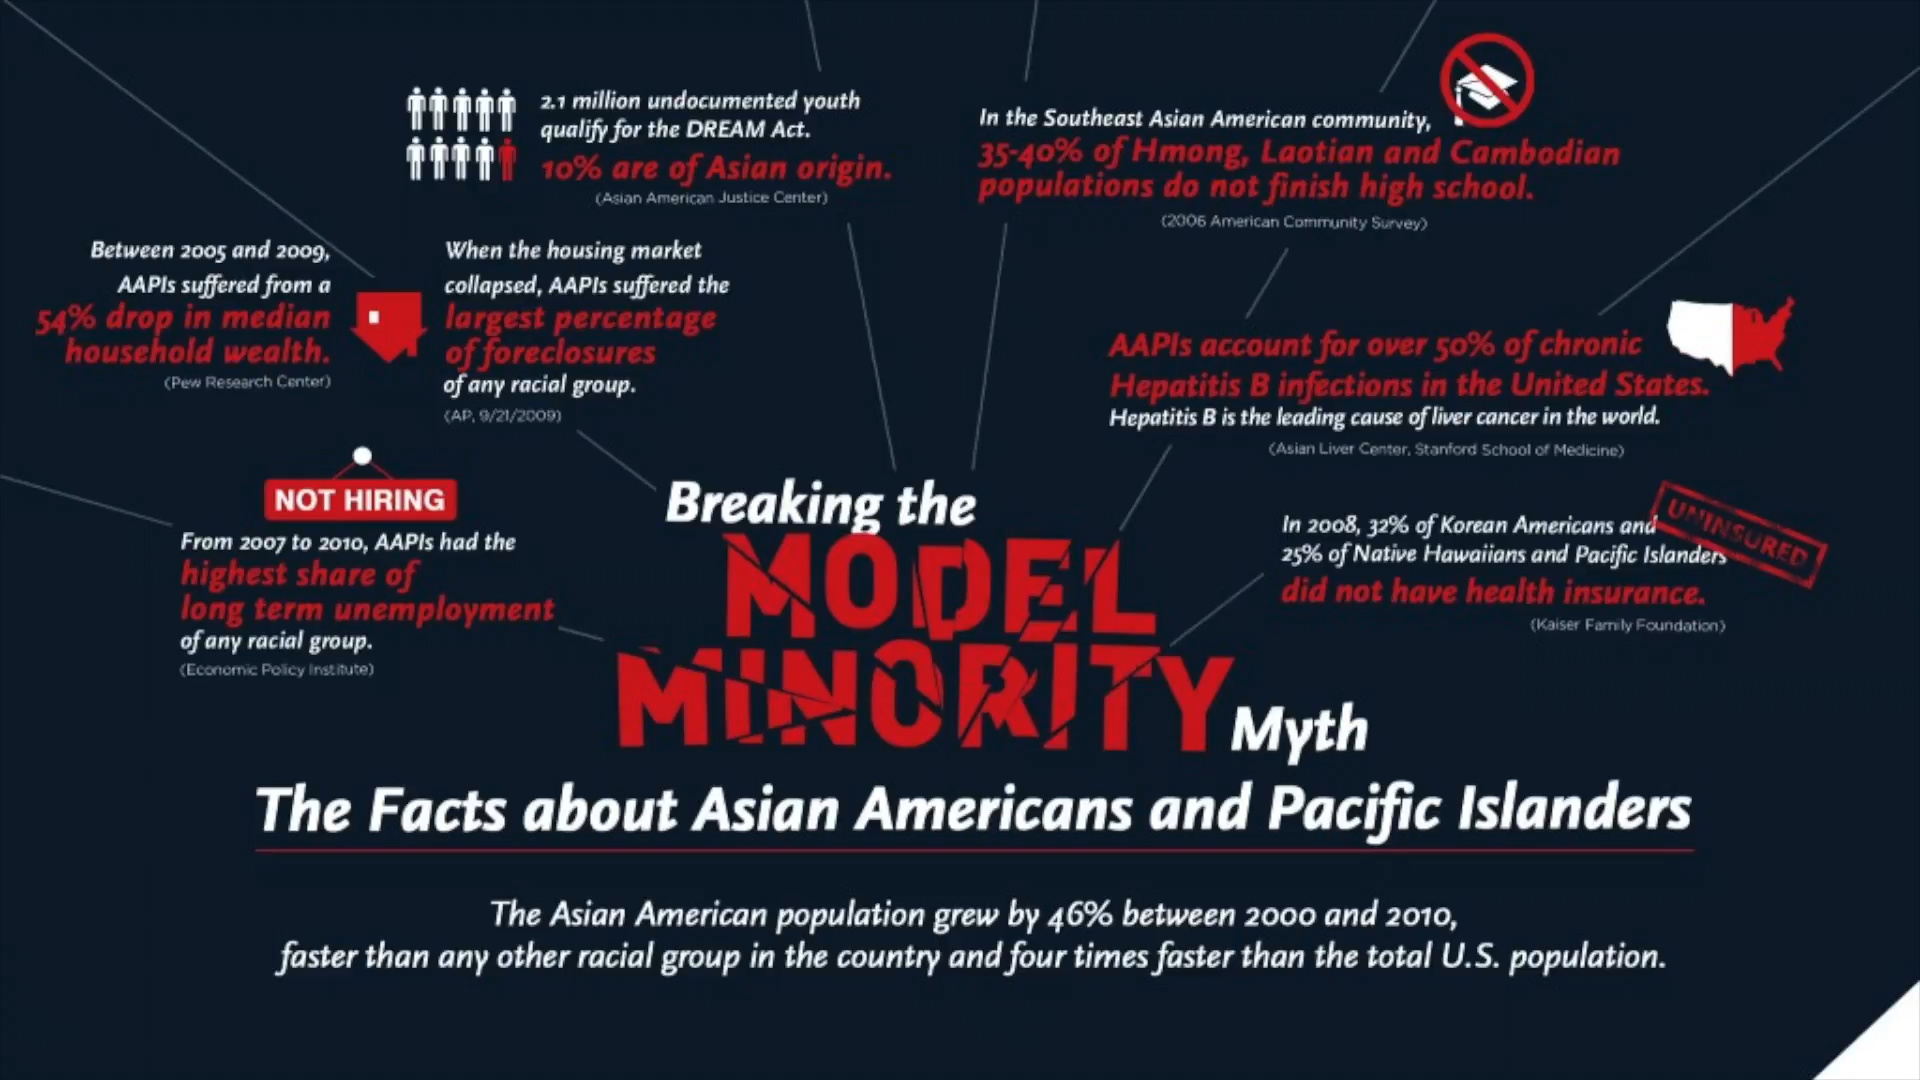 2.1 million undocumented youth
qualify for the DREAM Act.
10% are of Asian origin.
(Asian American Justice Center)
In the Southeast Asian American community,
35-40% of Hmong, Laotian and Cambodian
populations do not finish high school.
(2006 American Community Survey)
Between 2005 and 2009,
AAPIs suffered from a
54% drop in median
household wealth.
(Pew Research Center)
When the housing market
collapsed, AAPIs suffered the
largest percentage
of foreclosures
of any racial group.
(AP, 9/21/2009)
AAPIs account for over 50% of chronic
Hepatitis B infections in the United States.
Hepatitis B is the leading cause of liver cancer in the world.
(Asian Liver Center, Stanford School of Medicine)
NOT HIRING
From 2007 to 2010, AAPIs had the
highest share of
long term unemployment
of any racial group.
(Economic Policy Institute)
UNINSURED
In 2008, 32% of Korean Americans and
25% of Native Hawaiians and Pacific Islanders
did not have health insurance.
(Kaiser Family Foundation)
Breaking the
MODEL
MINORITY
Myth
The Facts about Asian Americans and Pacific Islanders
The Asian American population grew by 46% between 2000 and 2010,
faster than any other racial group in the country and four times faster than the total U.S. population.